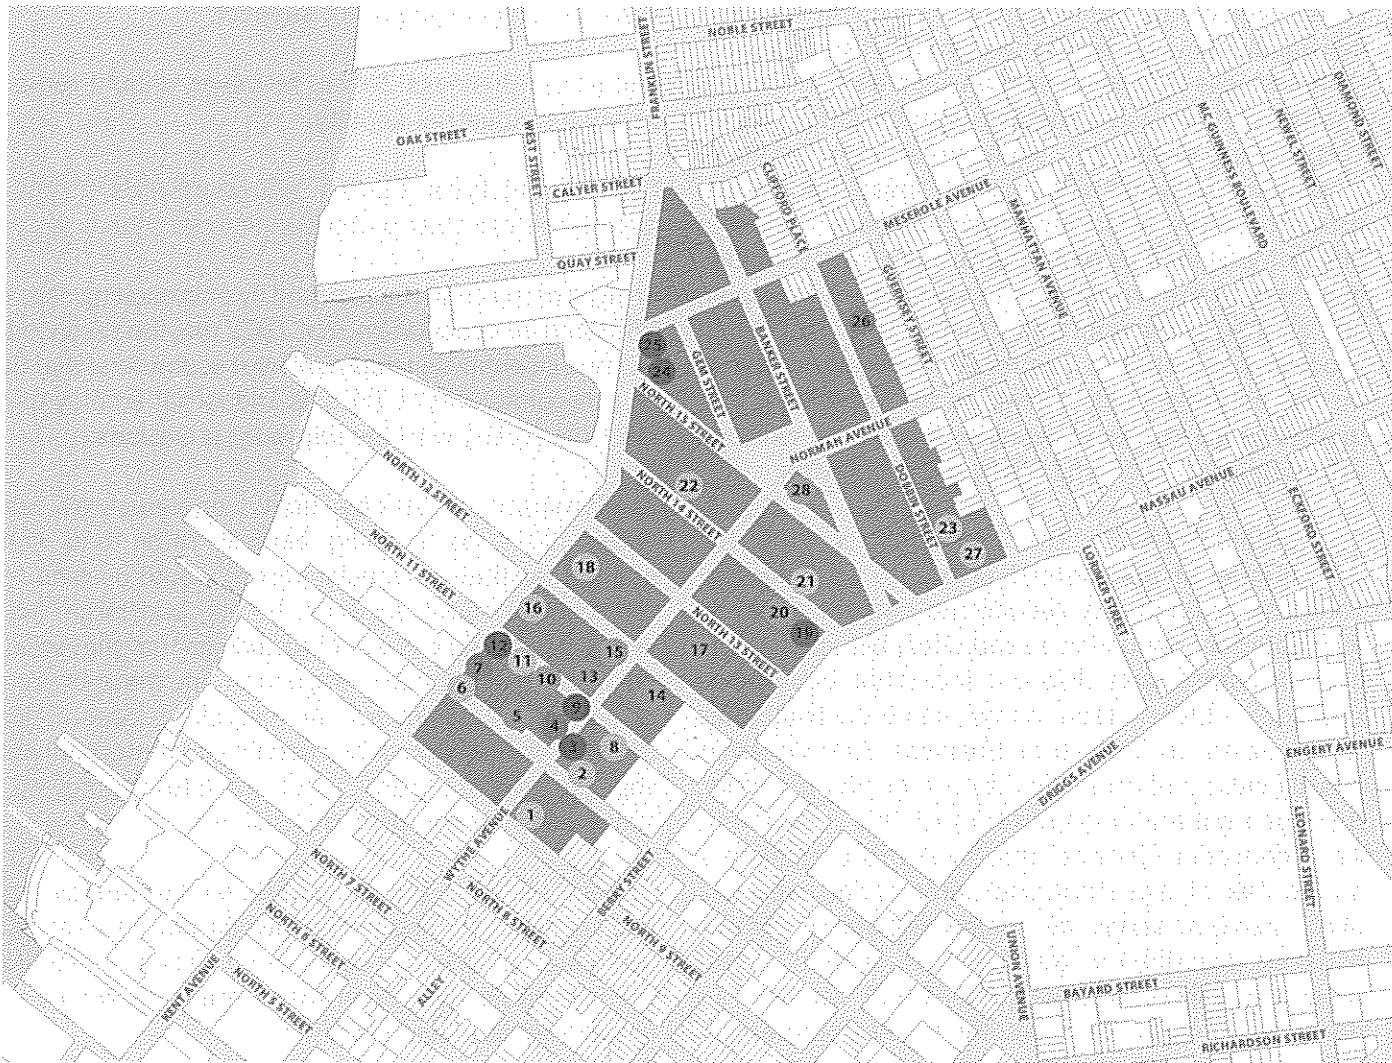 NOBLE STREET
FRANKLIN STREET
OAK STREET
WEST STREET
CALYER STREET
CLIFFORD PLACE
MESEROLE AVENUE
MANHATTAN AVENUE
MC GUINNESS BOULEVARD
NEWEL STREET
DIAMOND STREET
QUAY STREET
GUERNSEY STREET
26
25
24
GEM STREET
BANKER STREET
NORTH 15 STREET
NORMAN AVENUE
NORTH 12 STREET
22
NORTH 14 STREET
28
DOBBIN STREET
NASSAU AVENUE
ECKFORD STREET
23
27
NORTH 11 STREET
18
21
LORIMER STREET
16
20
19
NORTH 13 STREET
12
11
15
17
7
10
13
6
14
9
5
4
3
8
2
1
ENGERT AVENUE
DRIGGS AVENUE
LEONARD STREET
WYTHE AVENUE
NORTH 7 STREET
BERRY STREET
NORTH 8 STREET
NORTH 6 STREET
NORTH 9 STREET
KENT AVENUE
NORTH 5 STREET
ALLEY
UNION AVENUE
BAYARD STREET
RICHARDSON STREET